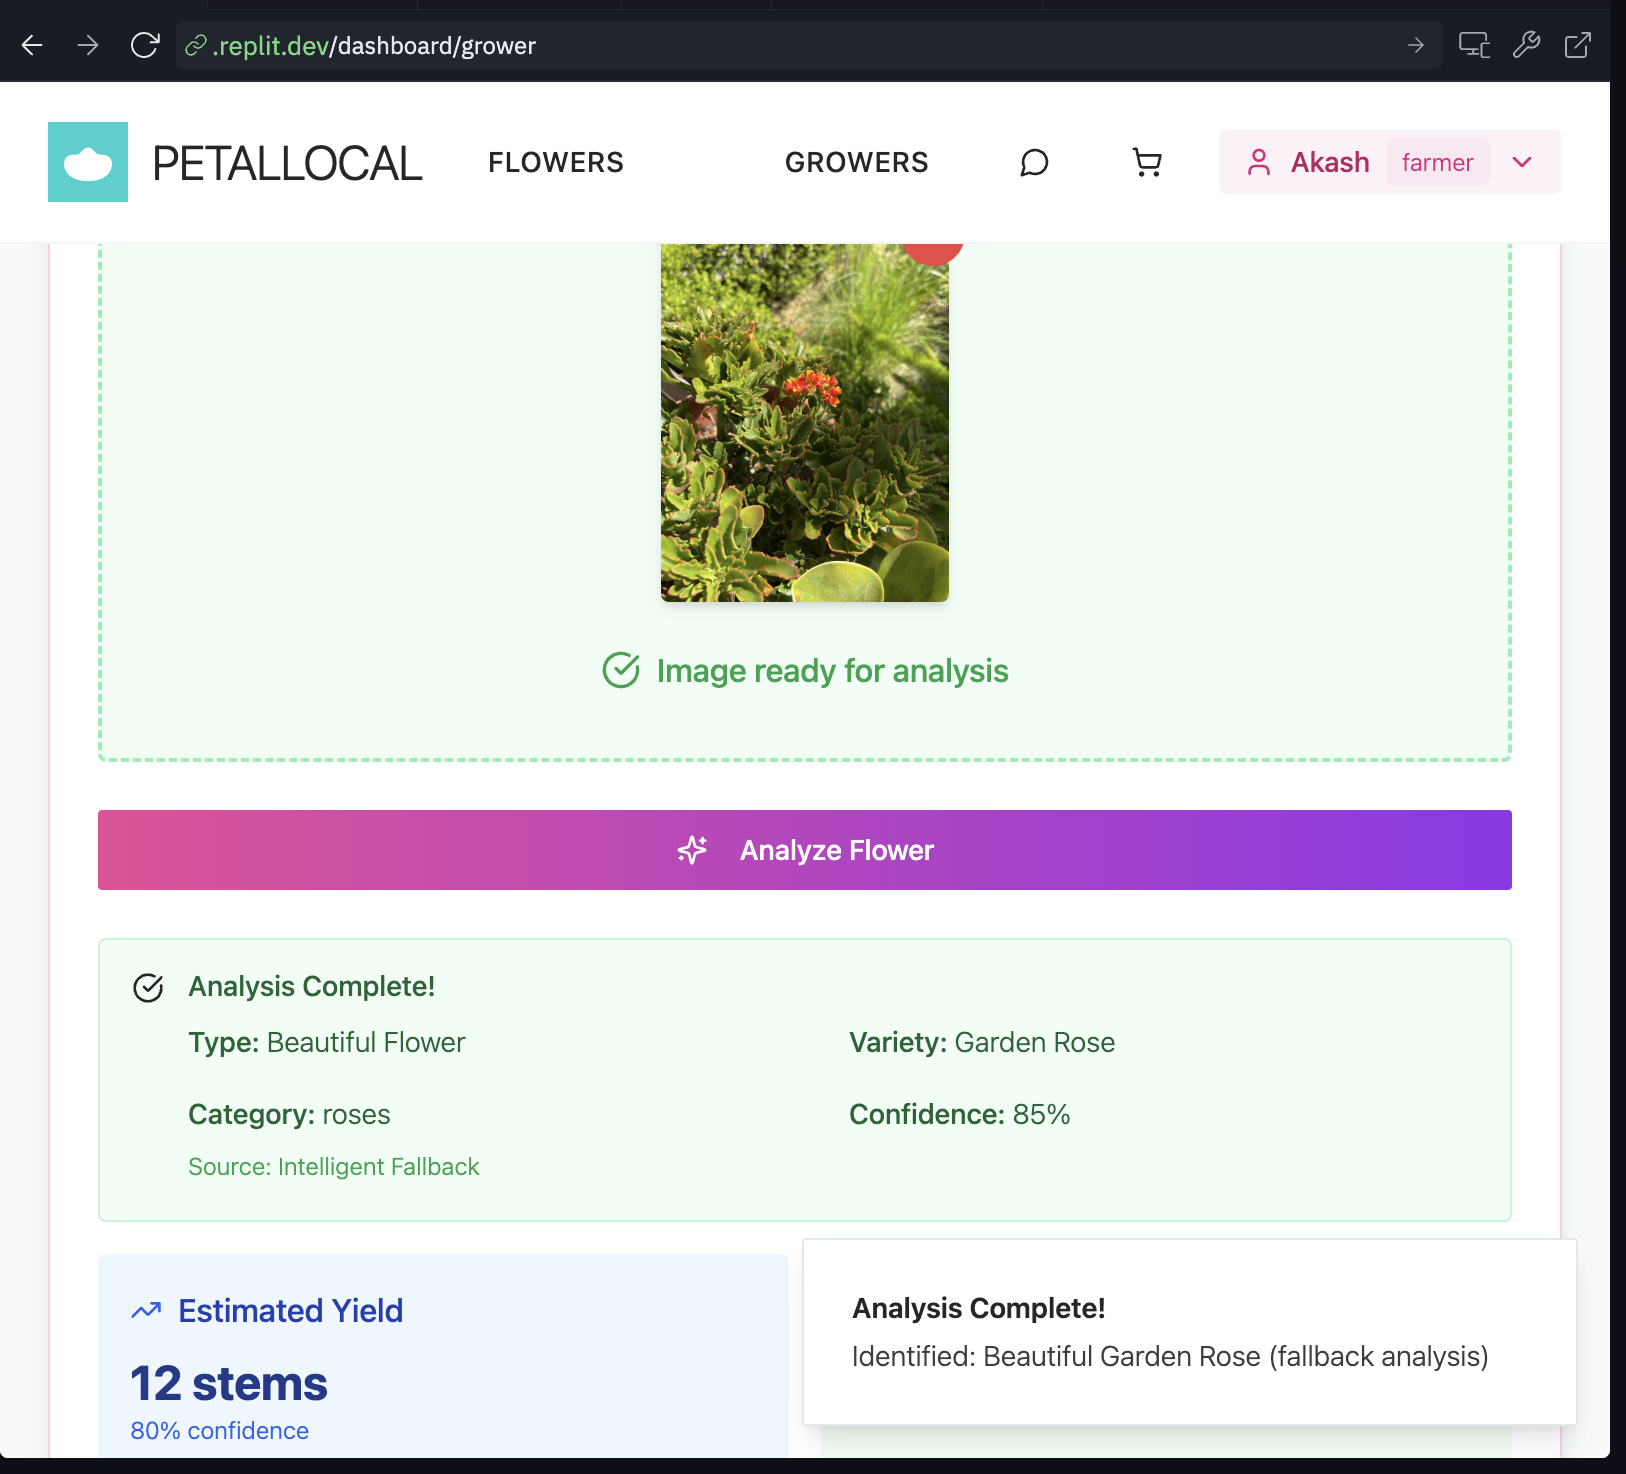 .replit.dev/dashboard/grower
PETALLOCAL
FLOWERS
GROWERS
Akash
farmer
Image ready for analysis
Analyze Flower
Analysis Complete!
Type: Beautiful Flower
Variety: Garden Rose
Category: roses
Confidence: 85%
Source: Intelligent Fallback
Estimated Yield
12 stems
80% confidence
Analysis Complete!
Identified: Beautiful Garden Rose (fallback analysis)